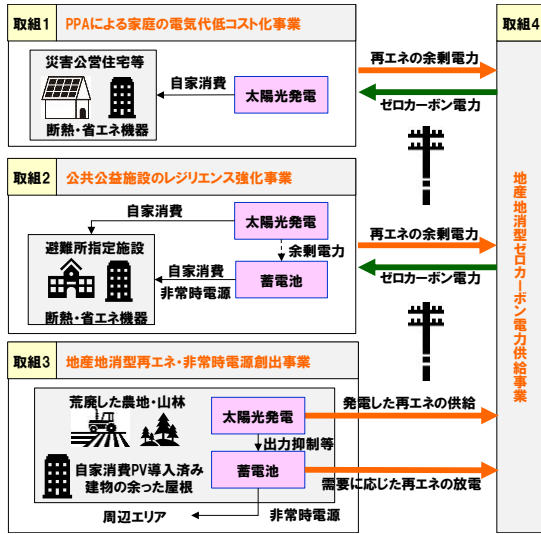 取組1
PPAによる家庭の電気代低コスト化事業
災害公営住宅等
断熱・省エネ機器
自家消費
太陽光発電
再エネの余剰電力
ゼロカーボン電力
取組2
公共公益施設のレジリエンス強化事業
自家消費
太陽光発電
余剰電力
避難所指定施設
断熱・省エネ機器
自家消費
非常時電源
蓄電池
再エネの余剰電力
ゼロカーボン電力
取組3
地産地消型再エネ・非常時電源創出事業
荒廃した農地・山林
太陽光発電
出力抑制等
自家消費PV導入済み
建物の余った屋根
蓄電池
周辺エリア
非常時電源
発電した再エネの供給
需要に応じた再エネの放電
取組4
地産地消型ゼロカーボン電力供給事業